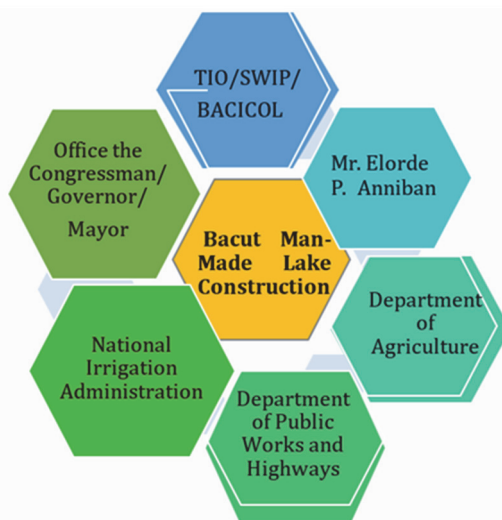 TIO/SWIP/
BACICOL
Mr. Elorde
P. Anniban
Office the
Congressman/
Governor/
Mayor
Bacut Man-
Made Lake
Construction
Department
of
Agriculture
National
Irrigation
Administration
Department
of Public
Works and
Highways